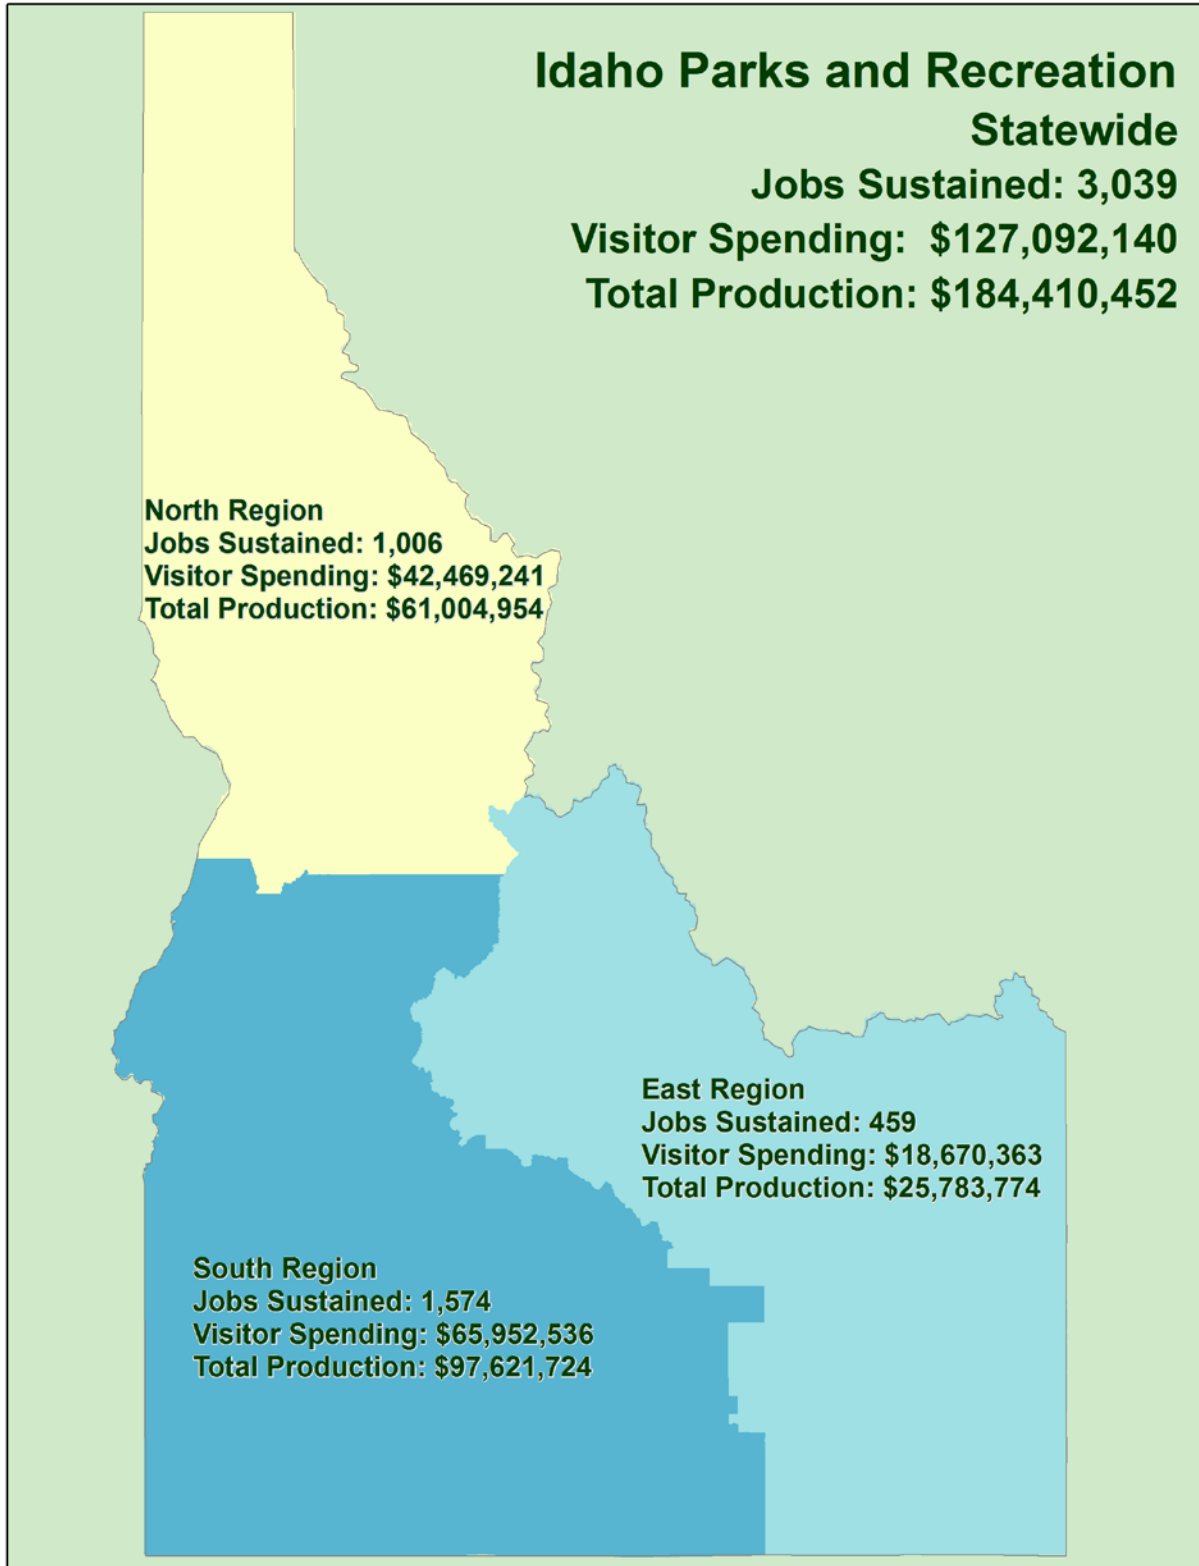 Idaho Parks and Recreation
Statewide
Jobs Sustained: 3,039
Visitor Spending:  $127,092,140
Total Production: $184,410,452
North Region
Jobs Sustained: 1,006
Visitor Spending: $42,469,241
Total Production: $61,004,954
East Region
Jobs Sustained: 459
Visitor Spending: $18,670,363
Total Production: $25,783,774
South Region
Jobs Sustained: 1,574
Visitor Spending: $65,952,536
Total Production: $97,621,724